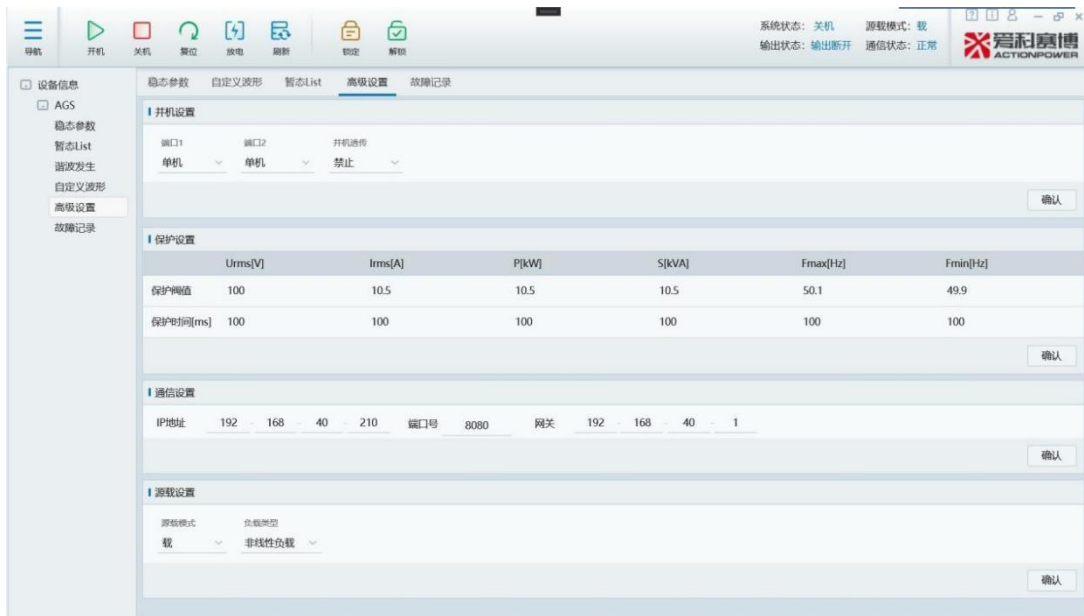 系统状态: 关机 源载模式: 载
输出状态: 输出断开 通信状态: 正常
爱科赛博
ACTIONPOWER
导航 开机 关机 复位 放电 刷新 锁定 解锁
设备信息
AGS
稳态参数
暂态List
谐波发生
自定义波形
高级设置
故障记录
稳态参数 自定义波形 暂态List 高级设置 故障记录
并机设置
端口1 端口2 并机透传
单机 单机 禁止
确认
保护设置
Urms[V] Irms[A] P[kW] S[kVA] Fmax[Hz] Fmin[Hz]
保护阀值 100 10.5 10.5 10.5 50.1 49.9
保护时间[ms] 100 100 100 100 100 100
确认
通信设置
IP地址 192 - 168 - 40 - 210 端口号 8080 网关 192 - 168 - 40 - 1
确认
源载设置
源载模式 负载类型
载 非线性负载
确认